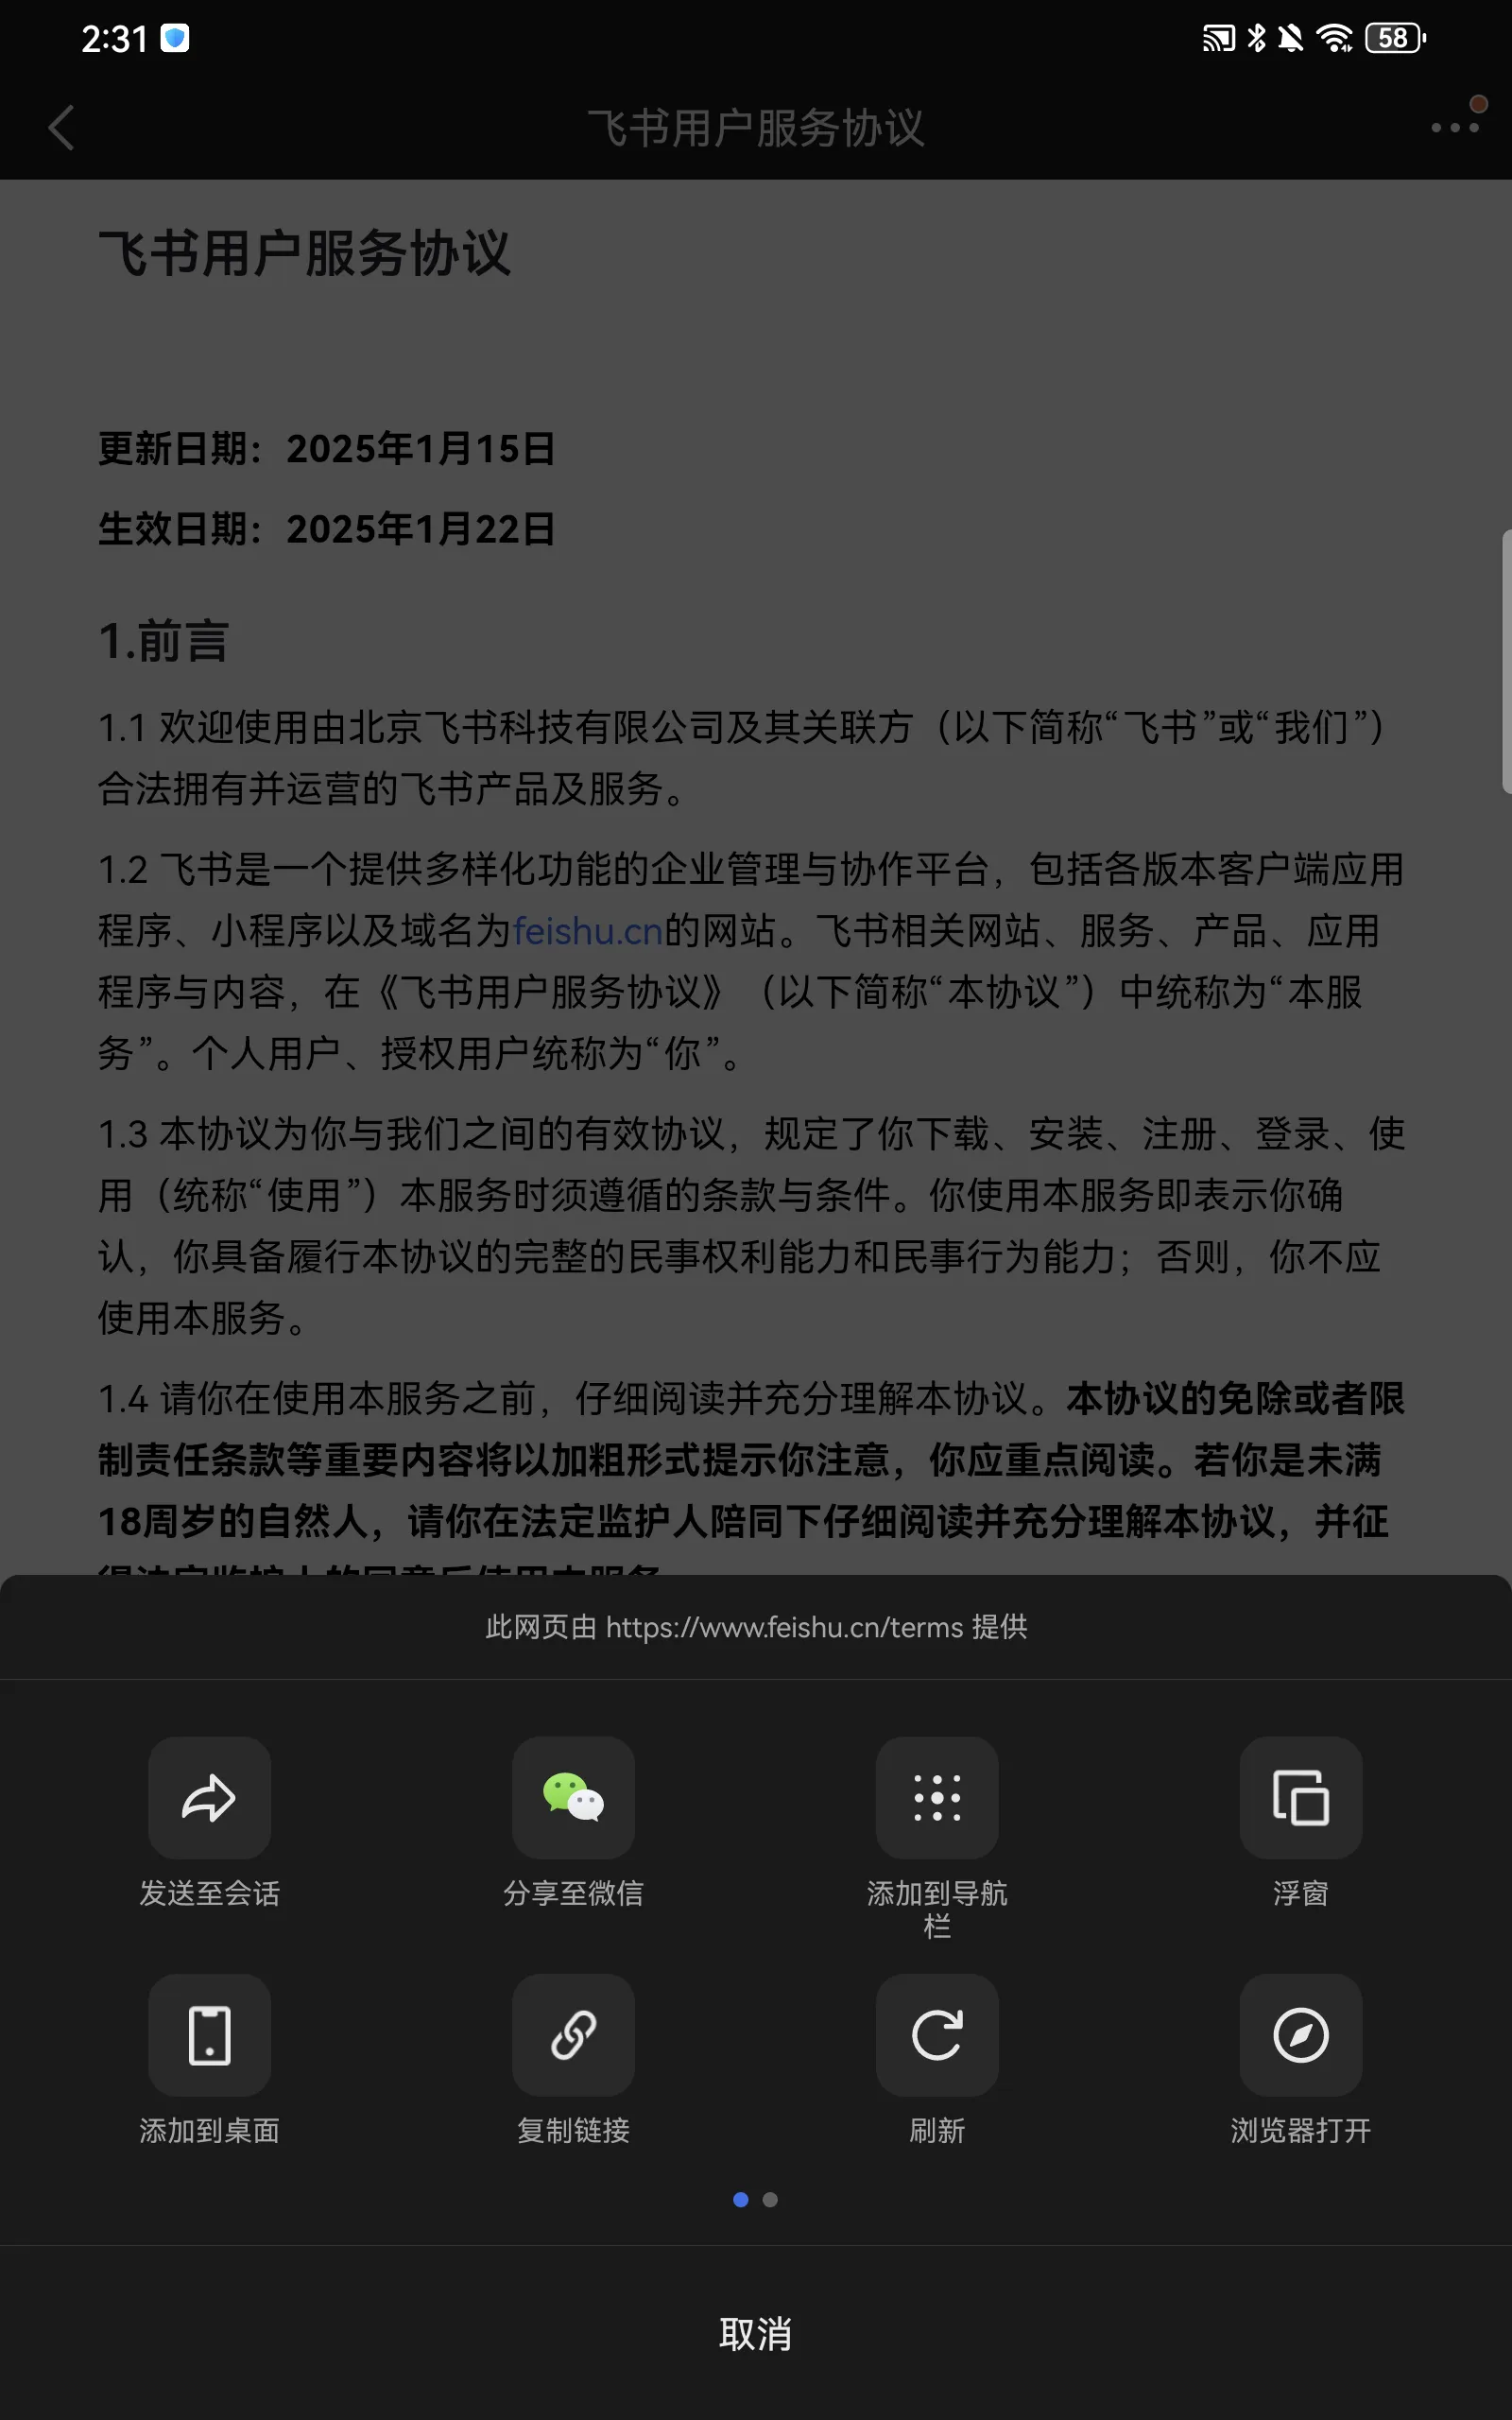 2:31
58
飞书用户服务协议
飞书用户服务协议
更新日期：2025年1月15日
生效日期：2025年1月22日
1.前言
1.1 欢迎使用由北京飞书科技有限公司及其关联方（以下简称“飞书”或“我们”）
合法拥有并运营的飞书产品及服务。
1.2 飞书是一个提供多样化功能的企业管理与协作平台，包括各版本客户端应用
程序、小程序以及域名为feishu.cn的网站。飞书相关网站、服务、产品、应用
程序与内容，在《飞书用户服务协议》（以下简称“本协议”）中统称为“本服
务”。个人用户、授权用户统称为“你”。
1.3 本协议为你与我们之间的有效协议，规定了你下载、安装、注册、登录、使
用（统称“使用”）本服务时须遵循的条款与条件。你使用本服务即表示你确
认，你具备履行本协议的完整的民事权利能力和民事行为能力；否则，你不应
使用本服务。
1.4 请你在使用本服务之前，仔细阅读并充分理解本协议。本协议的免除或者限
制责任条款等重要内容将以加粗形式提示你注意，你应重点阅读。若你是未满
18周岁的自然人，请你在法定监护人陪同下仔细阅读并充分理解本协议，并征
得法定监护人的同意后使用本服务
此网页由 https://www.feishu.cn/terms 提供
发送至会话
分享至微信
添加到导航
栏
浮窗
添加到桌面
复制链接
刷新
浏览器打开
取消